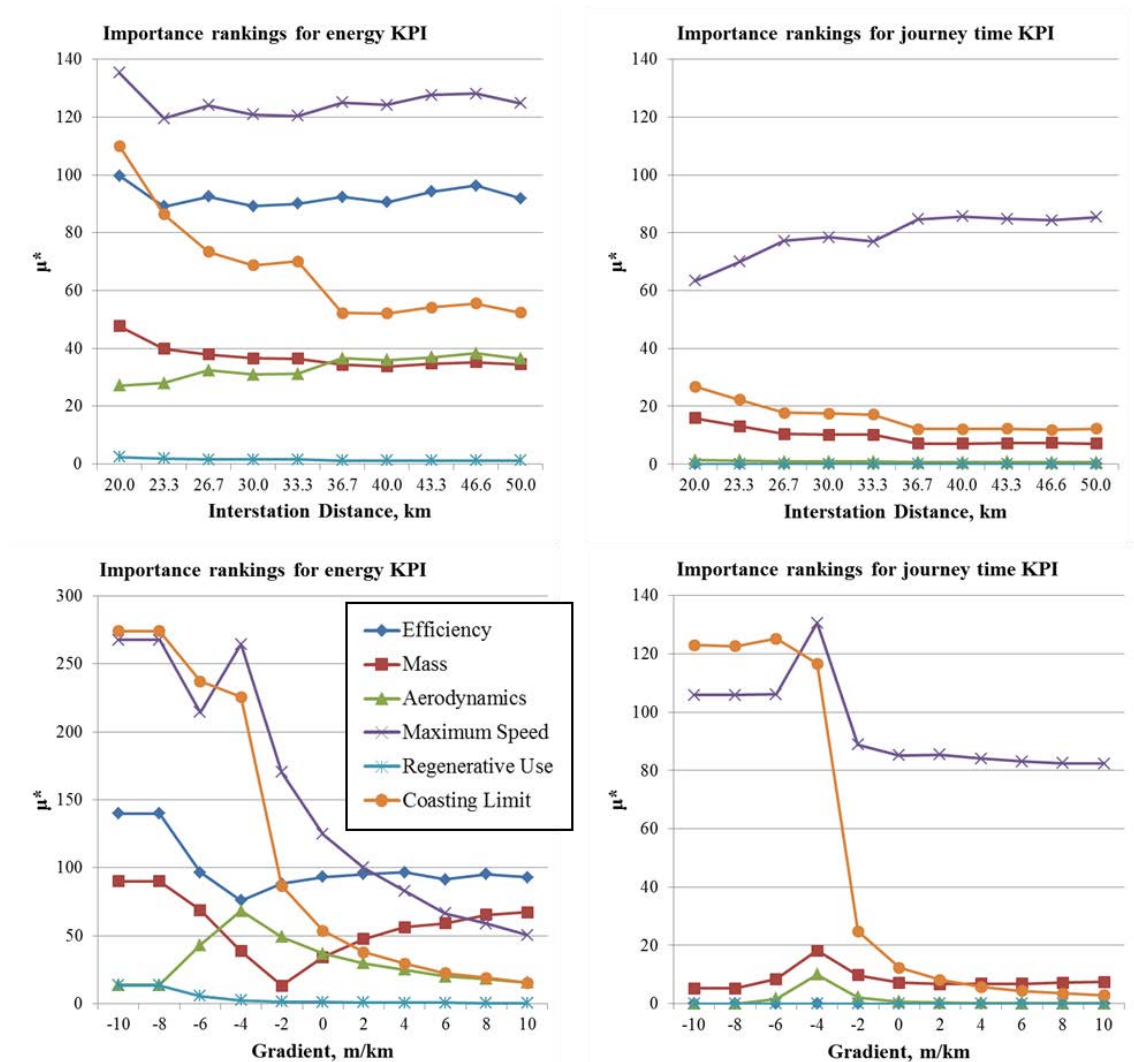 Importance rankings for energy KPI
140
120
100
80
60
40
20
0
μ*
20.0 23.3 26.7 30.0 33.3 36.7 40.0 43.3 46.6 50.0
Interstation Distance, km
Importance rankings for journey time KPI
140
120
100
80
60
40
20
0
μ*
20.0 23.3 26.7 30.0 33.3 36.7 40.0 43.3 46.6 50.0
Interstation Distance, km
Importance rankings for energy KPI
300
250
200
150
100
50
0
μ*
-10 -8 -6 -4 -2 0 2 4 6 8 10
Gradient, m/km
Efficiency
Mass
Aerodynamics
Maximum Speed
Regenerative Use
Coasting Limit
Importance rankings for journey time KPI
140
120
100
80
60
40
20
0
μ*
-10 -8 -6 -4 -2 0 2 4 6 8 10
Gradient, m/km